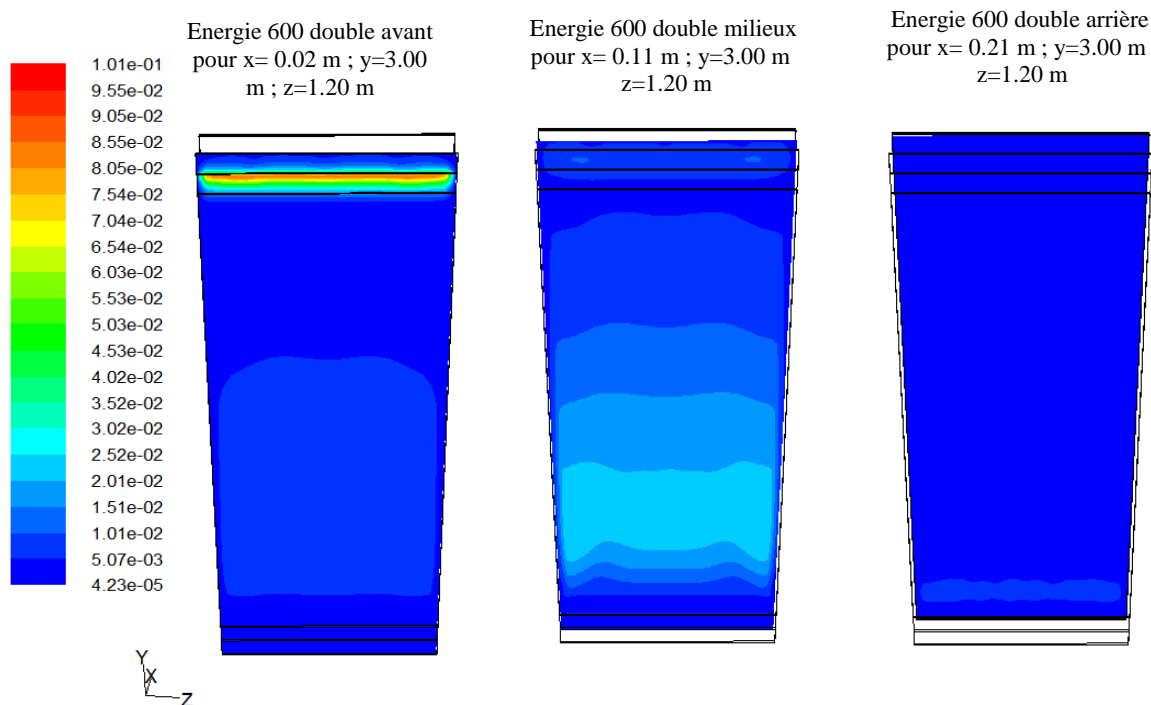 Energie 600 double avant
pour x= 0.02 m ; y=3.00
m ; z=1.20 m
Energie 600 double milieux
pour x= 0.11 m ; y=3.00 m
z=1.20 m
Energie 600 double arrière
pour x= 0.21 m ; y=3.00 m
z=1.20 m
1.01e-01
9.55e-02
9.05e-02
8.55e-02
8.05e-02
7.54e-02
7.04e-02
6.54e-02
6.03e-02
5.53e-02
5.03e-02
4.53e-02
4.02e-02
3.52e-02
3.02e-02
2.52e-02
2.01e-02
1.51e-02
1.01e-02
5.07e-03
4.23e-05
Y
X
Z